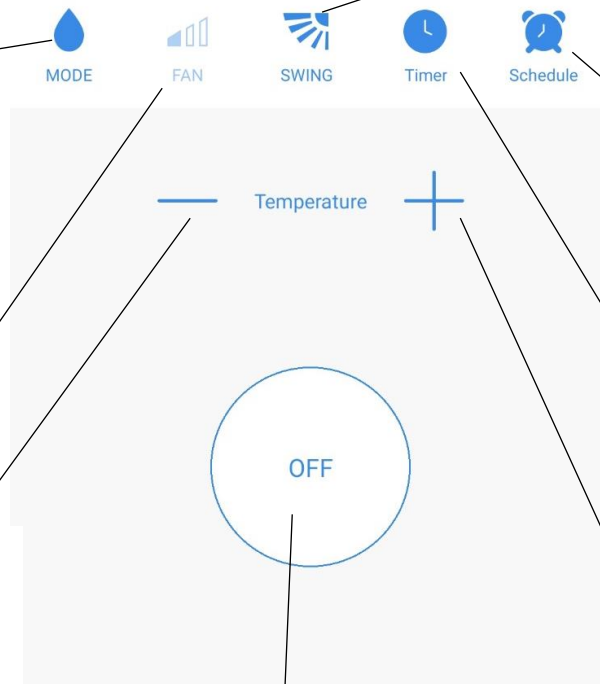 MODE
FAN
SWING
Timer
Schedule
Temperature
OFF